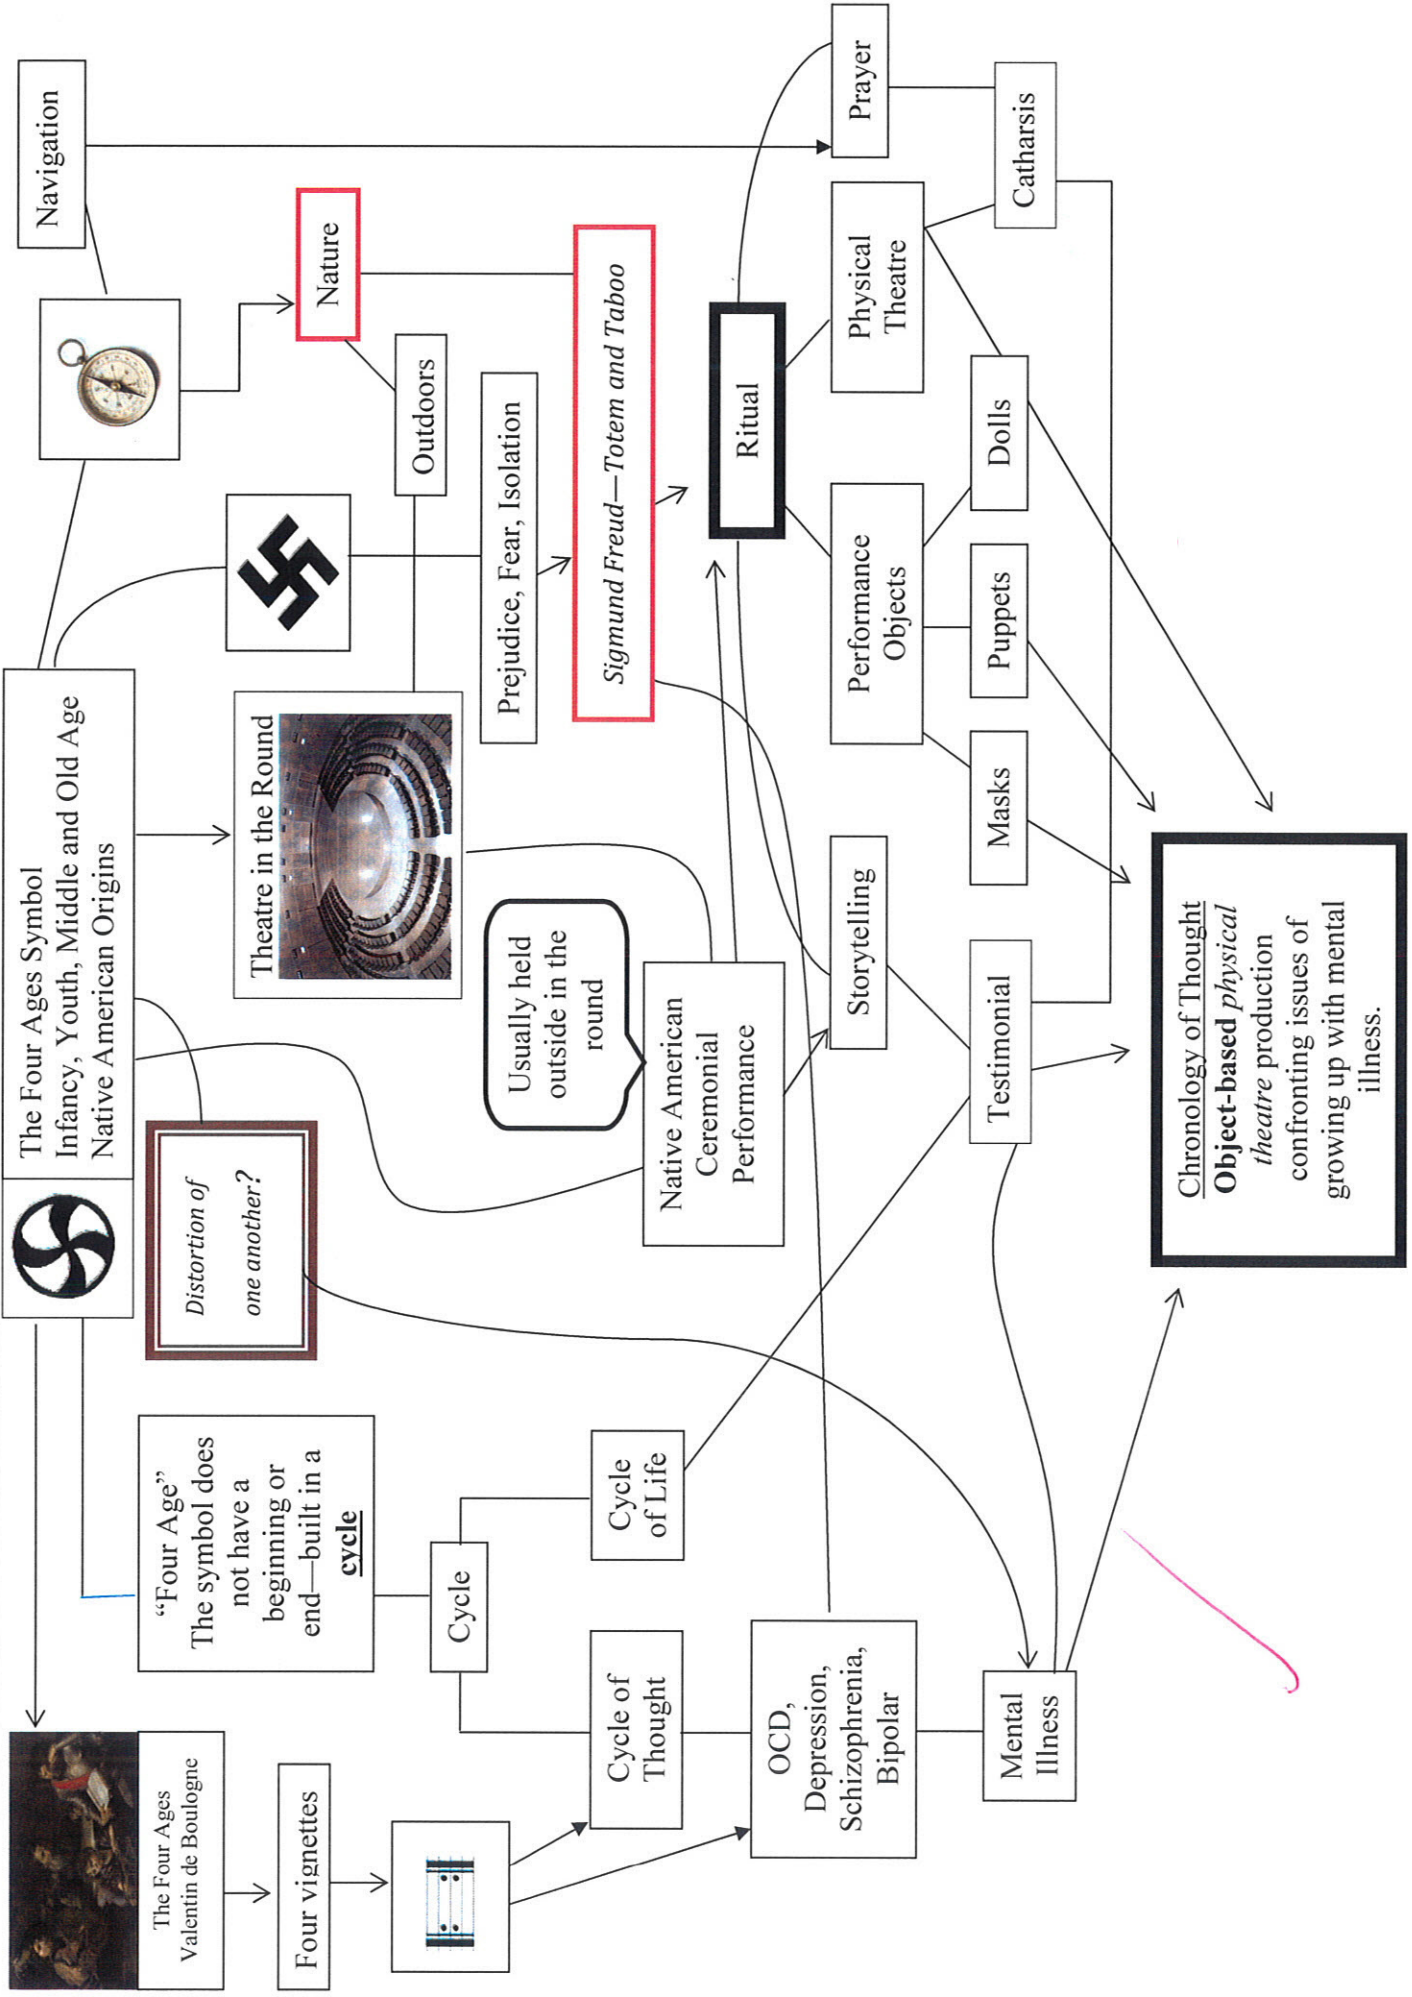 The Four Ages Symbol
Infancy, Youth, Middle and Old Age
Native American Origins
Navigation
The Four Ages
Valentin de Boulogne
“Four Age”
The symbol does
not have a
beginning or
end—built in a
cycle
Distortion of
one another?
Theatre in the Round
Nature
Outdoors
Four vignettes
Cycle
Usually held
outside in the
round
Prejudice, Fear, Isolation
Sigmund Freud—Totem and Taboo
Cycle of
Thought
Cycle
of Life
Native American
Ceremonial
Performance
Ritual
OCD,
Depression,
Schizophrenia,
Bipolar
Storytelling
Performance
Objects
Physical
Theatre
Prayer
Mental
Illness
Testimonial
Masks
Puppets
Dolls
Catharsis
Chronology of Thought
Object-based physical
theatre production
confronting issues of
growing up with mental
illness.